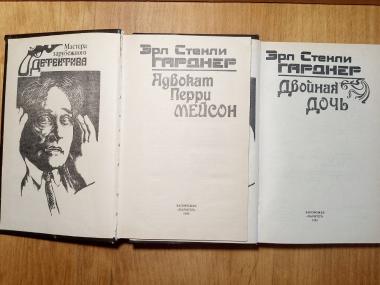 Мастера
зарубежного
ДЕТЕКТИВА
Эрл Стенли
ГАРДНЕР
Адвокат
Перри
МЕЙСОН
Эрл Стенли
ГАРДНЕР
Двойная
ДОЧЬ